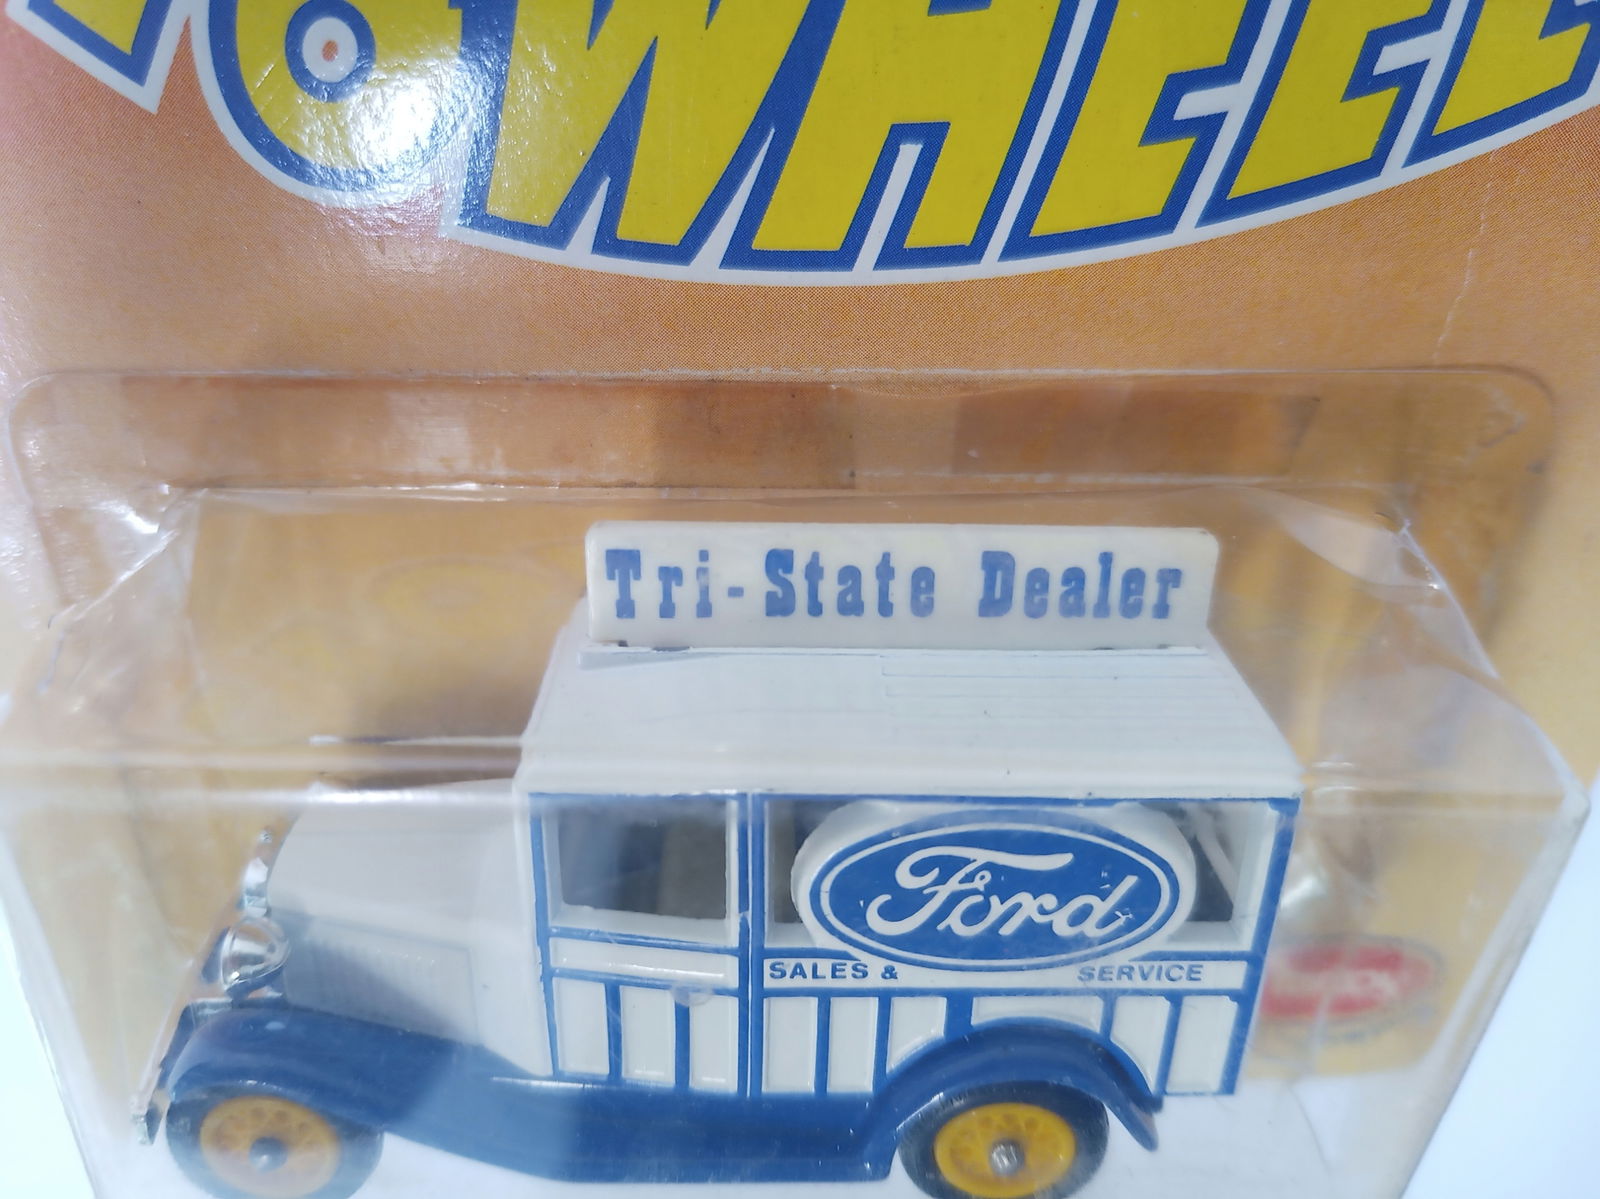 WHEEL
Tri-State Dealer
Ford
SALES & SERVICE